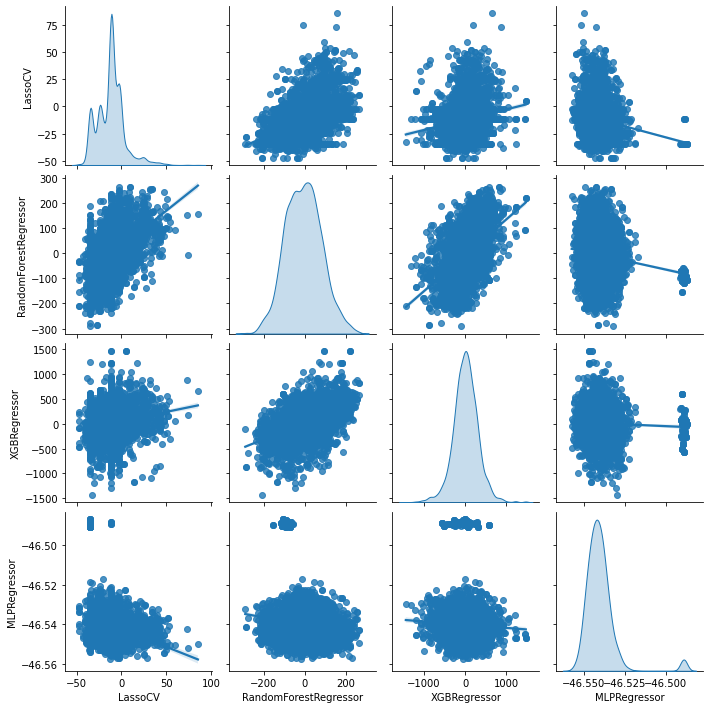 LassoCV
75
50
25
0
−25
−50
RandomForestRegressor
300
200
100
0
−100
−200
−300
XGBRegressor
1500
1000
500
0
−500
−1000
−1500
MLPRegressor
−46.50
−46.52
−46.54
−46.56
−50 0 50 100
−200 0 200
−1000 0 1000
−46.550 −46.525 −46.500
LassoCV RandomForestRegressor XGBRegressor MLPRegressor